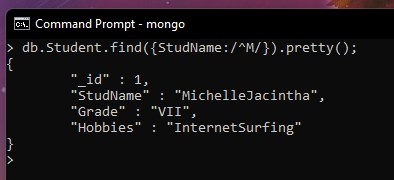 Command Prompt - mongo
> db.Student.find({StudName:/^M/}).pretty();
{
        "_id" : 1,
        "StudName" : "MichelleJacintha",
        "Grade" : "VII",
        "Hobbies" : "InternetSurfing"
}
>